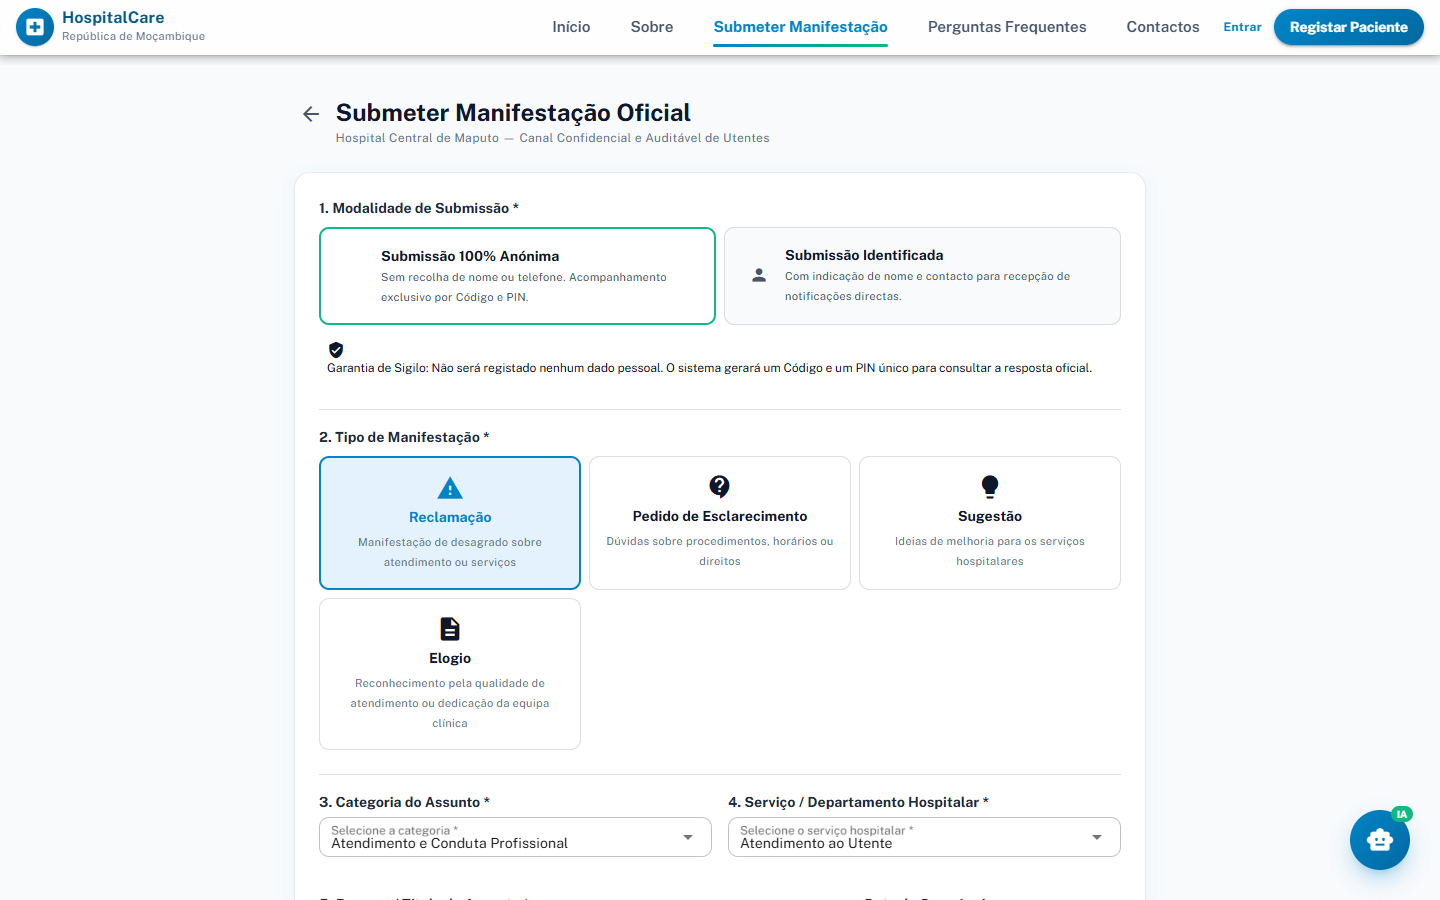 HospitalCare
República de Moçambique
Início
Sobre
Submeter Manifestação
Perguntas Frequentes
Contactos
Entrar
Registar Paciente
Submeter Manifestação Oficial
Hospital Central de Maputo — Canal Confidencial e Auditável de Utentes
1. Modalidade de Submissão *
Submissão 100% Anónima
Sem recolha de nome ou telefone. Acompanhamento
exclusivo por Código e PIN.
Submissão Identificada
Com indicação de nome e contacto para recepção de
notificações directas.
Garantia de Sigilo: Não será registado nenhum dado pessoal. O sistema gerará um Código e um PIN único para consultar a resposta oficial.
2. Tipo de Manifestação *
Reclamação
Manifestação de desagrado sobre
atendimento ou serviços
Pedido de Esclarecimento
Dúvidas sobre procedimentos, horários ou
direitos
Sugestão
Ideias de melhoria para os serviços
hospitalares
Elogio
Reconhecimento pela qualidade de
atendimento ou dedicação da equipa
clínica
3. Categoria do Assunto *
Selecione a categoria *
Atendimento e Conduta Profissional
4. Serviço / Departamento Hospitalar *
Selecione o serviço hospitalar *
Atendimento ao Utente
IA